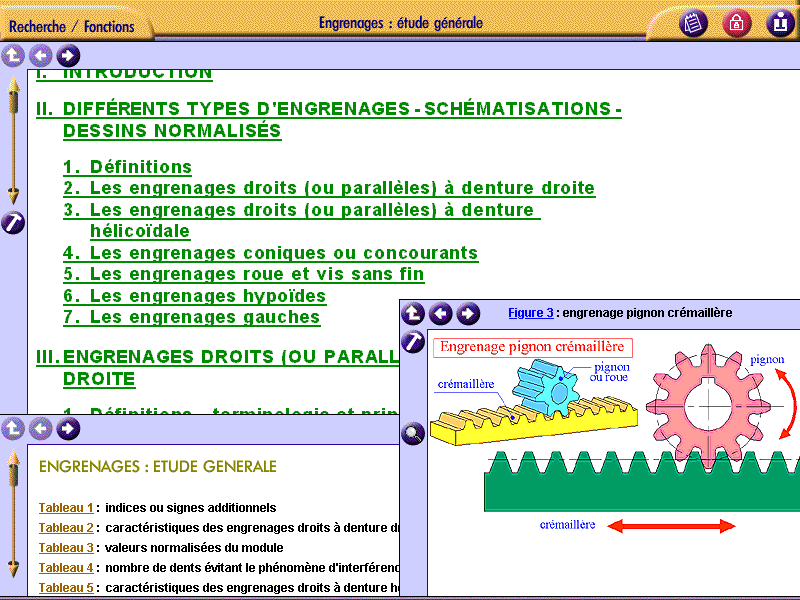 Recherche / Fonctions
Engrenages : étude générale
I. INTRODUCTION
II. DIFFÉRENTS TYPES D'ENGRENAGES - SCHÉMATISATIONS -
DESSINS NORMALISÉS
1. Définitions
2. Les engrenages droits (ou parallèles) à denture droite
3. Les engrenages droits (ou parallèles) à denture
hélicoïdale
4. Les engrenages coniques ou concourants
5. Les engrenages roue et vis sans fin
6. Les engrenages hypoïdes
7. Les engrenages gauches
III. ENGRENAGES DROITS (OU PARALL
DROITE
1. Définitions - terminologie et prin
ENGRENAGES : ETUDE GENERALE
Tableau 1 : indices ou signes additionnels
Tableau 2 : caractéristiques des engrenages droits à denture dr
Tableau 3 : valeurs normalisées du module
Tableau 4 : nombre de dents évitant le phénomène d'interférenc
Tableau 5 : caractéristiques des engrenages droits à denture hé
Figure 3 : engrenage pignon crémaillère
Engrenage pignon crémaillère
pignon
ou roue
crémaillère
pignon
crémaillère